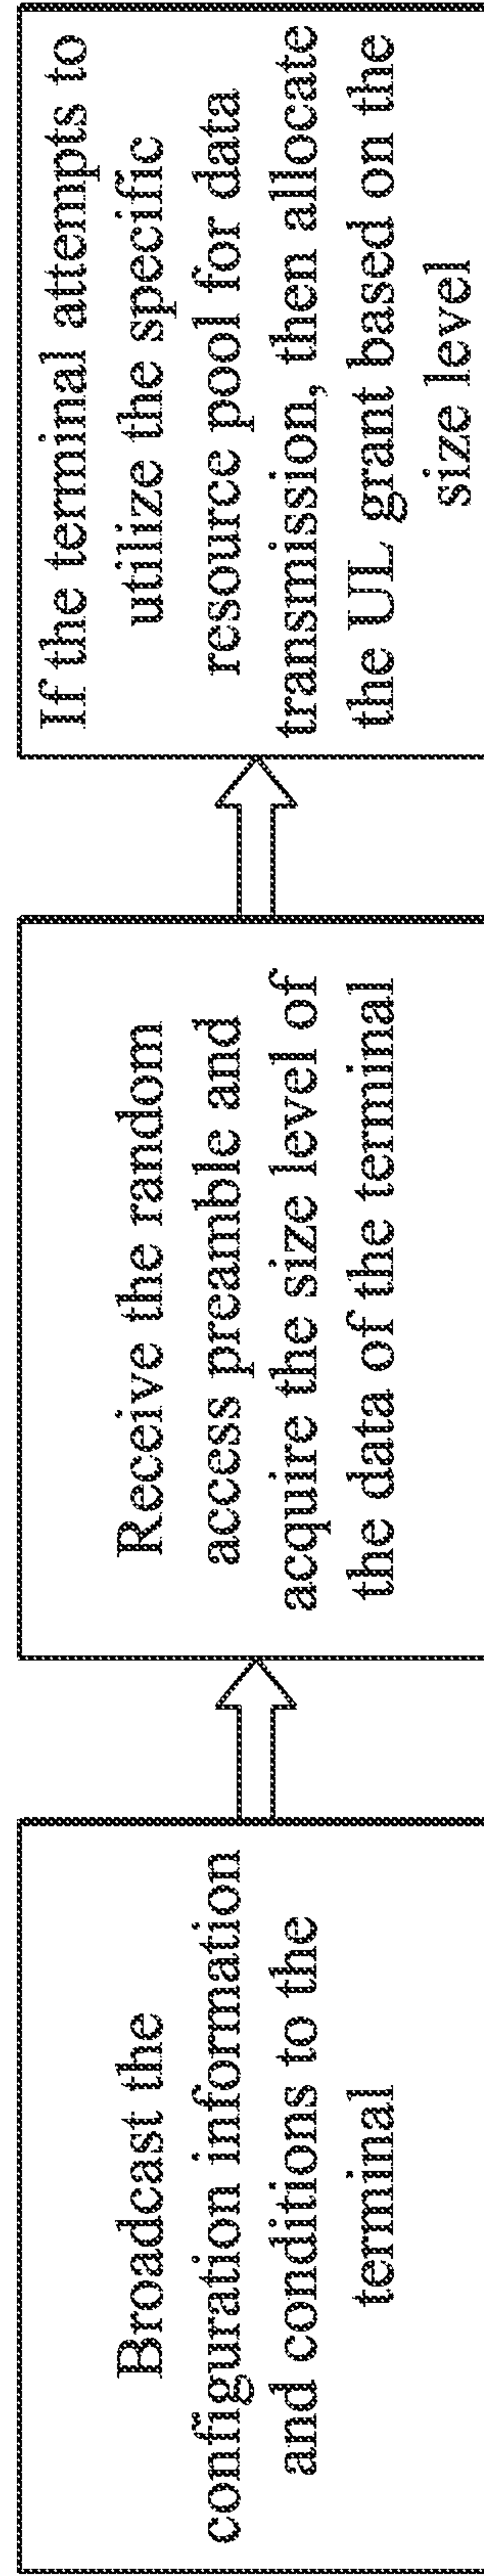 Broadcast the
configuration information
and conditions to the
terminal
Receive the random
access preamble and
acquire the size level of
the data of the terminal
If the terminal attempts to
utilize the specific
resource pool for data
transmission, then allocate
the UL grant based on the
size level